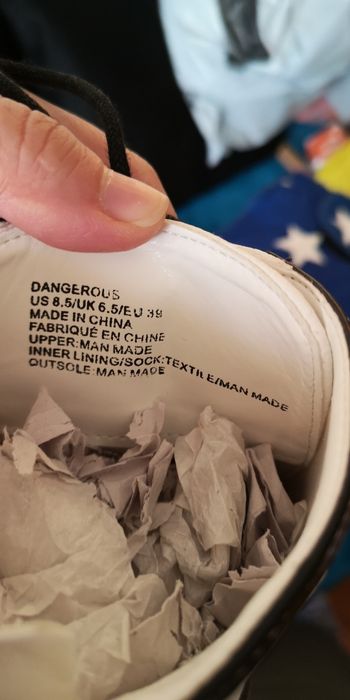 DANGEROUS
US 8.5/UK 6.5/EU 39
MADE IN CHINA
FABRIQUÉ EN CHINE
UPPER:MAN MADE
INNER LINING/SOCK:TEXTILE/MAN MADE
OUTSOLE:MAN MADE